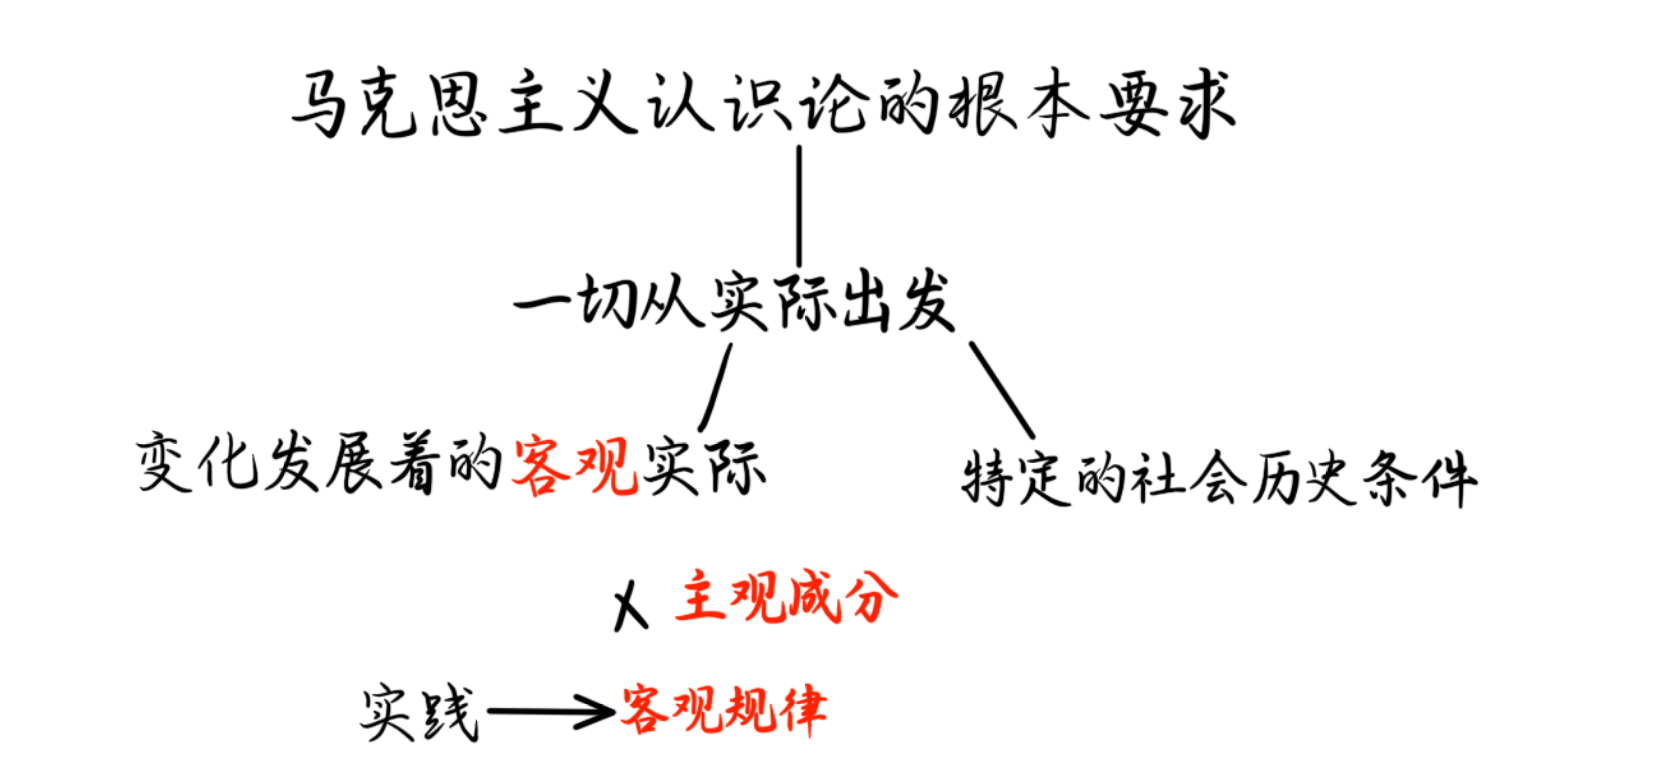 马克思主义认识论的根本要求
一切从实际出发
变化发展着的客观实际
特定的社会历史条件
X 主观成分
实践→客观规律